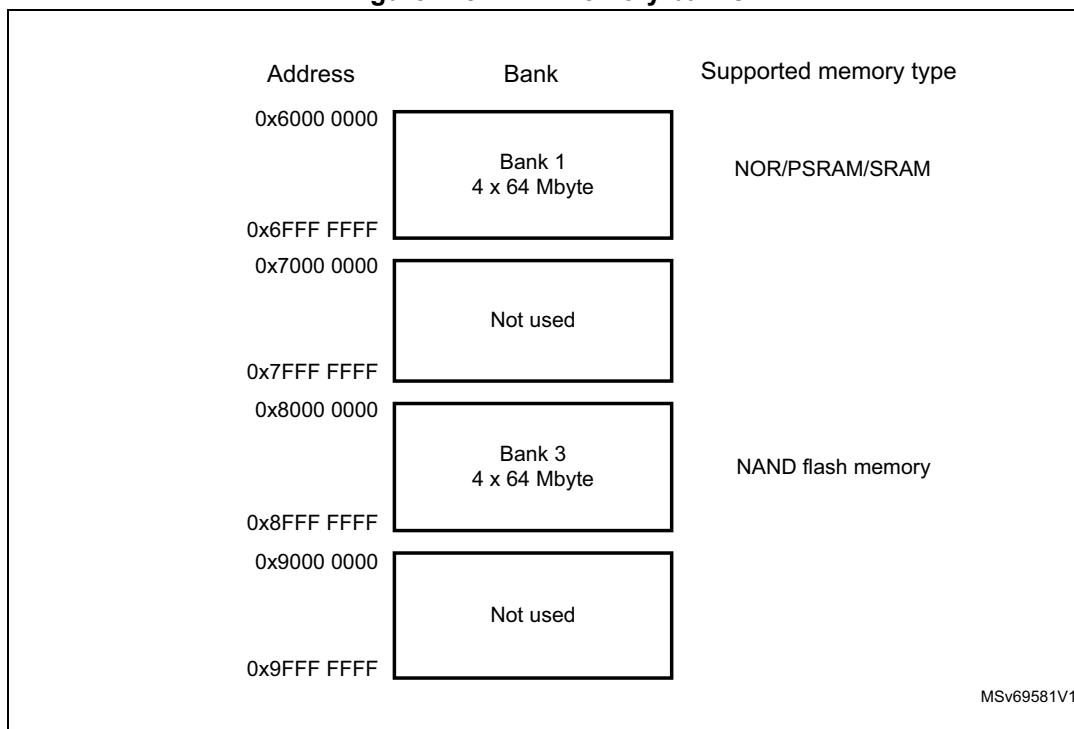 Address Bank Supported memory type
0x6000 0000
Bank 1
4 x 64 Mbyte
NOR/PSRAM/SRAM
0x6FFF FFFF
0x7000 0000
Not used
0x7FFF FFFF
0x8000 0000
Bank 3
4 x 64 Mbyte
NAND flash memory
0x8FFF FFFF
0x9000 0000
Not used
0x9FFF FFFF
MSv69581V1